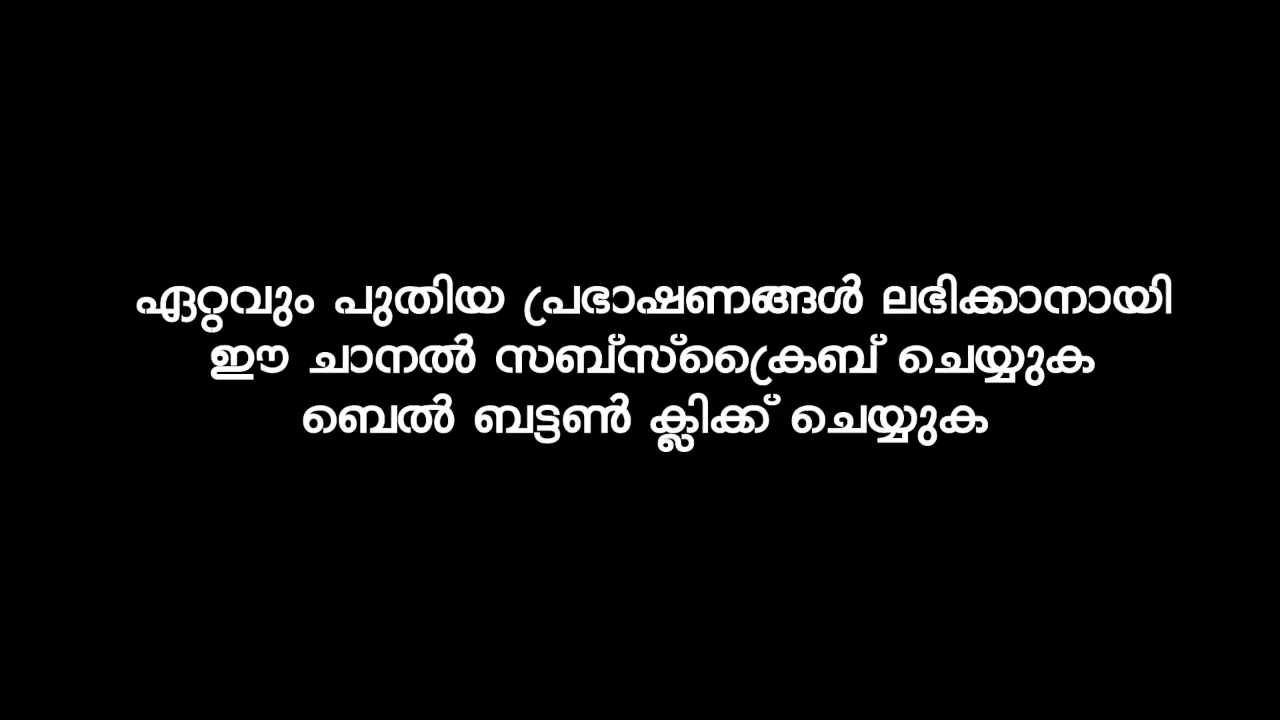 ഏറ്റവും പുതിയ പ്രഭാഷണങ്ങൾ ലഭിക്കാനായി
ഈ ചാനൽ സബ്സ്ക്രൈബ് ചെയ്യുക
ബെൽ ബട്ടൺ ക്ലിക്ക് ചെയ്യുക